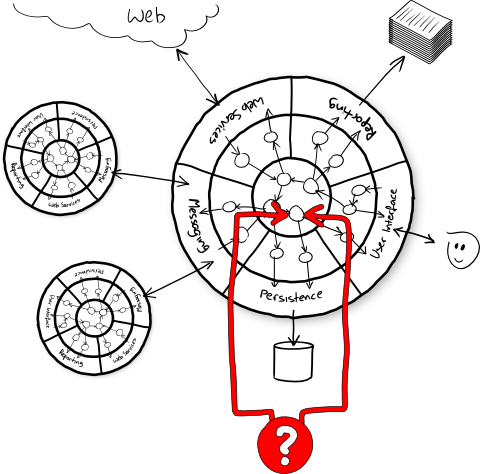 Web
Web Services
Reporting
User Interface
Persistence
Messaging
User Interface
Persistence
Messaging
Web Services
Reporting
Persistence
Messaging
Web Services
Reporting
User Interface
?